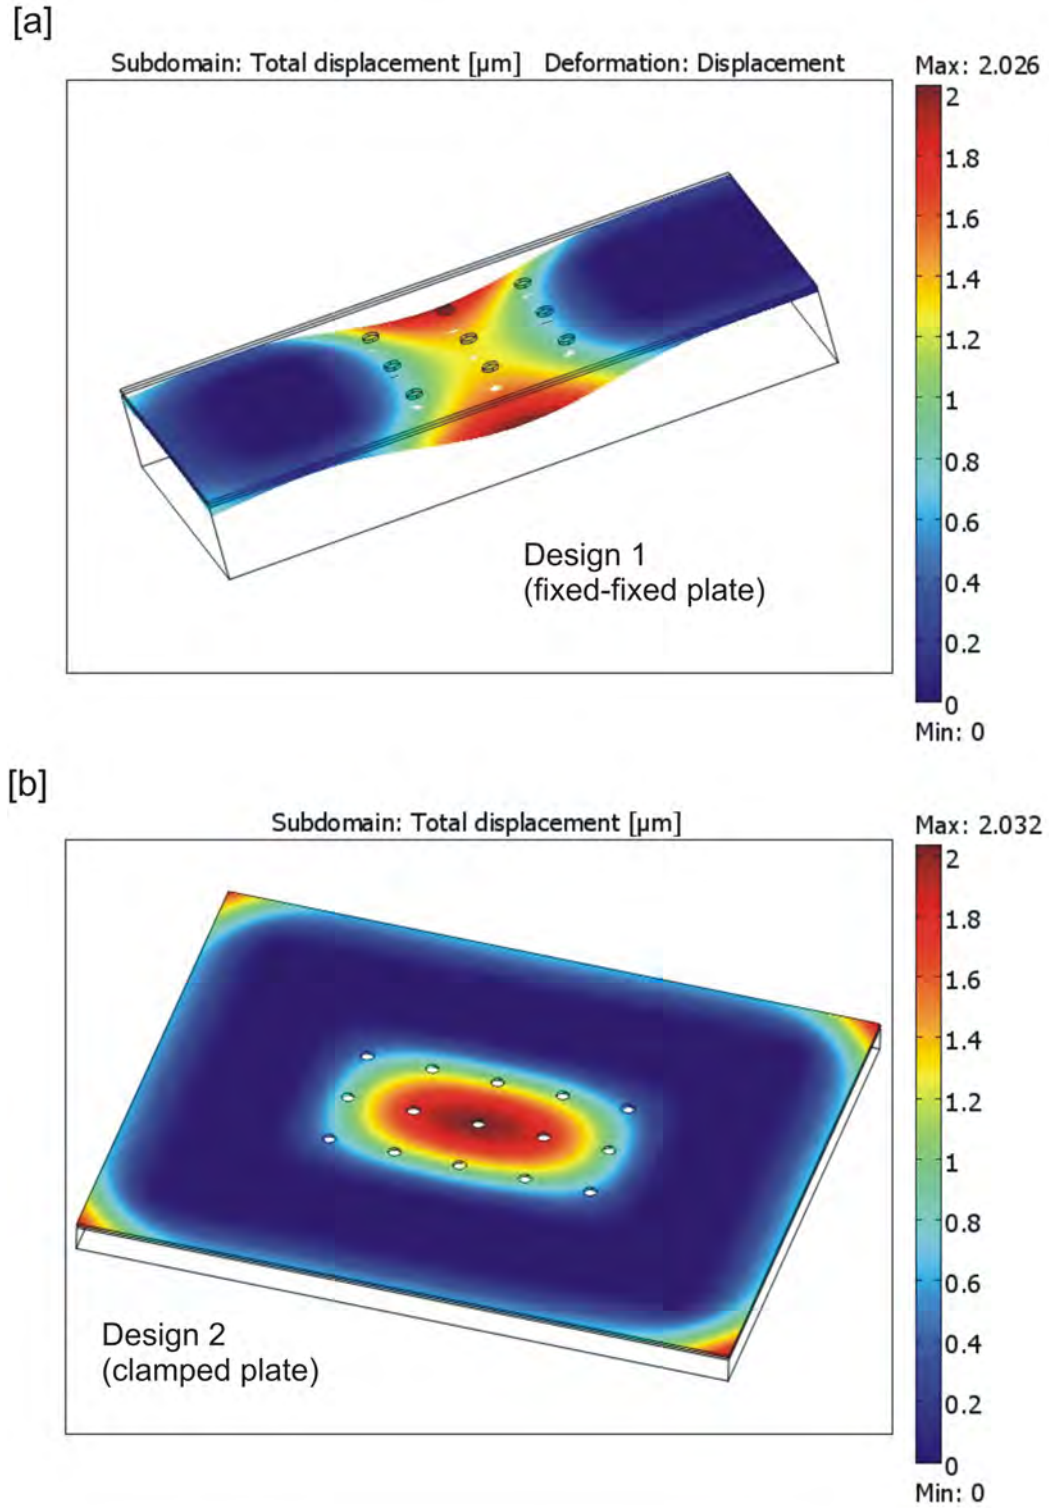 [a]
Subdomain: Total displacement [µm] Deformation: Displacement
Max: 2.026
2
1.8
1.6
1.4
1.2
1
0.8
0.6
0.4
0.2
0
Min: 0
Design 1
(fixed-fixed plate)
[b]
Subdomain: Total displacement [µm]
Max: 2.032
2
1.8
1.6
1.4
1.2
1
0.8
0.6
0.4
0.2
0
Min: 0
Design 2
(clamped plate)